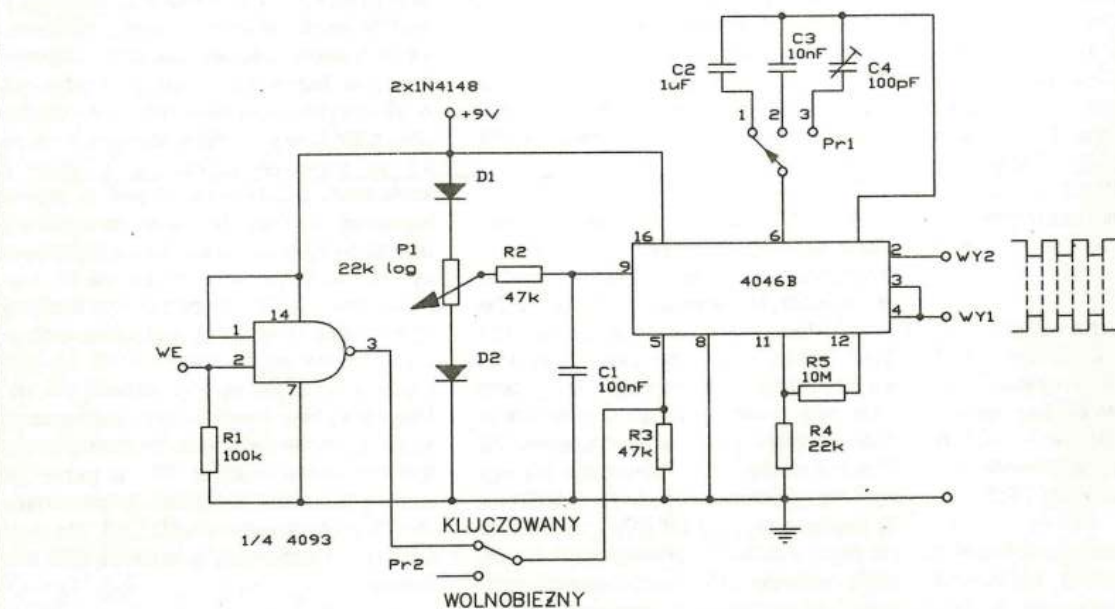 C2
1uF
C3
10nF
C4
100pF
1
2
3
Pr1
2x1N4148
+9V
D1
P1
22k log
R2
47k
D2
C1
100nF
16
6
9
4046B
2
3
4
WY2
WY1
5
8
11
12
R5
10M
R3
47k
R4
22k
14
1
2
3
7
WE
R1
100k
1/4 4093
KLUCZOWANY
Pr2
WOLNOBIEŻNY